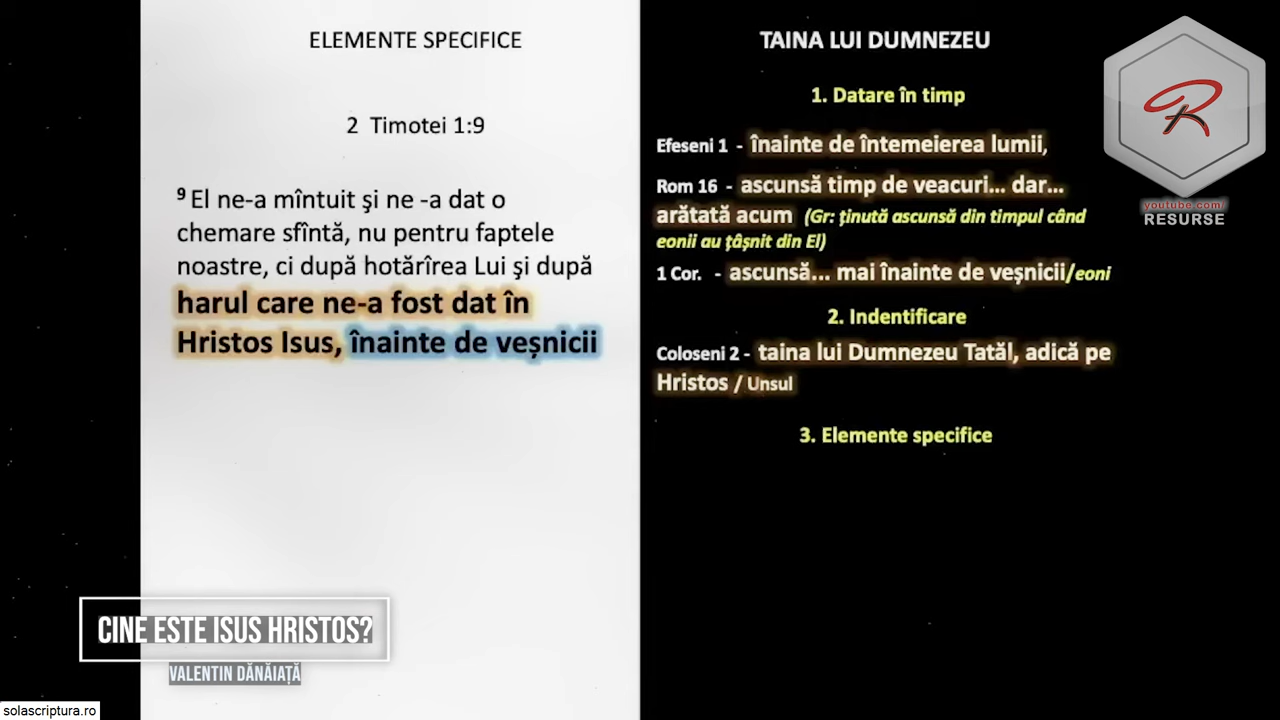 ELEMENTE SPECIFICE
2 Timotei 1:9
9 El ne-a mîntuit şi ne -a dat o
chemare sfîntă, nu pentru faptele
noastre, ci după hotărîrea Lui şi după
harul care ne-a fost dat în
Hristos Isus, înainte de veșnicii
TAINA LUI DUMNEZEU
1. Datare în timp
Efeseni 1 - înainte de întemeierea lumii,
Rom 16 - ascunsă timp de veacuri... dar...
arătată acum (Gr: ţinută ascunsă din timpul când
eonii au ţâșnit din El)
1 Cor. - ascunsă... mai înainte de veșnicii/eoni
2. Indentificare
Coloseni 2 - taina lui Dumnezeu Tatăl, adică pe
Hristos / Unsul
3. Elemente specifice
R
youtube.com/
RESURSE
CINE ESTE ISUS HRISTOS?
VALENTIN DĂNĂIAȚĂ
solascriptura.ro